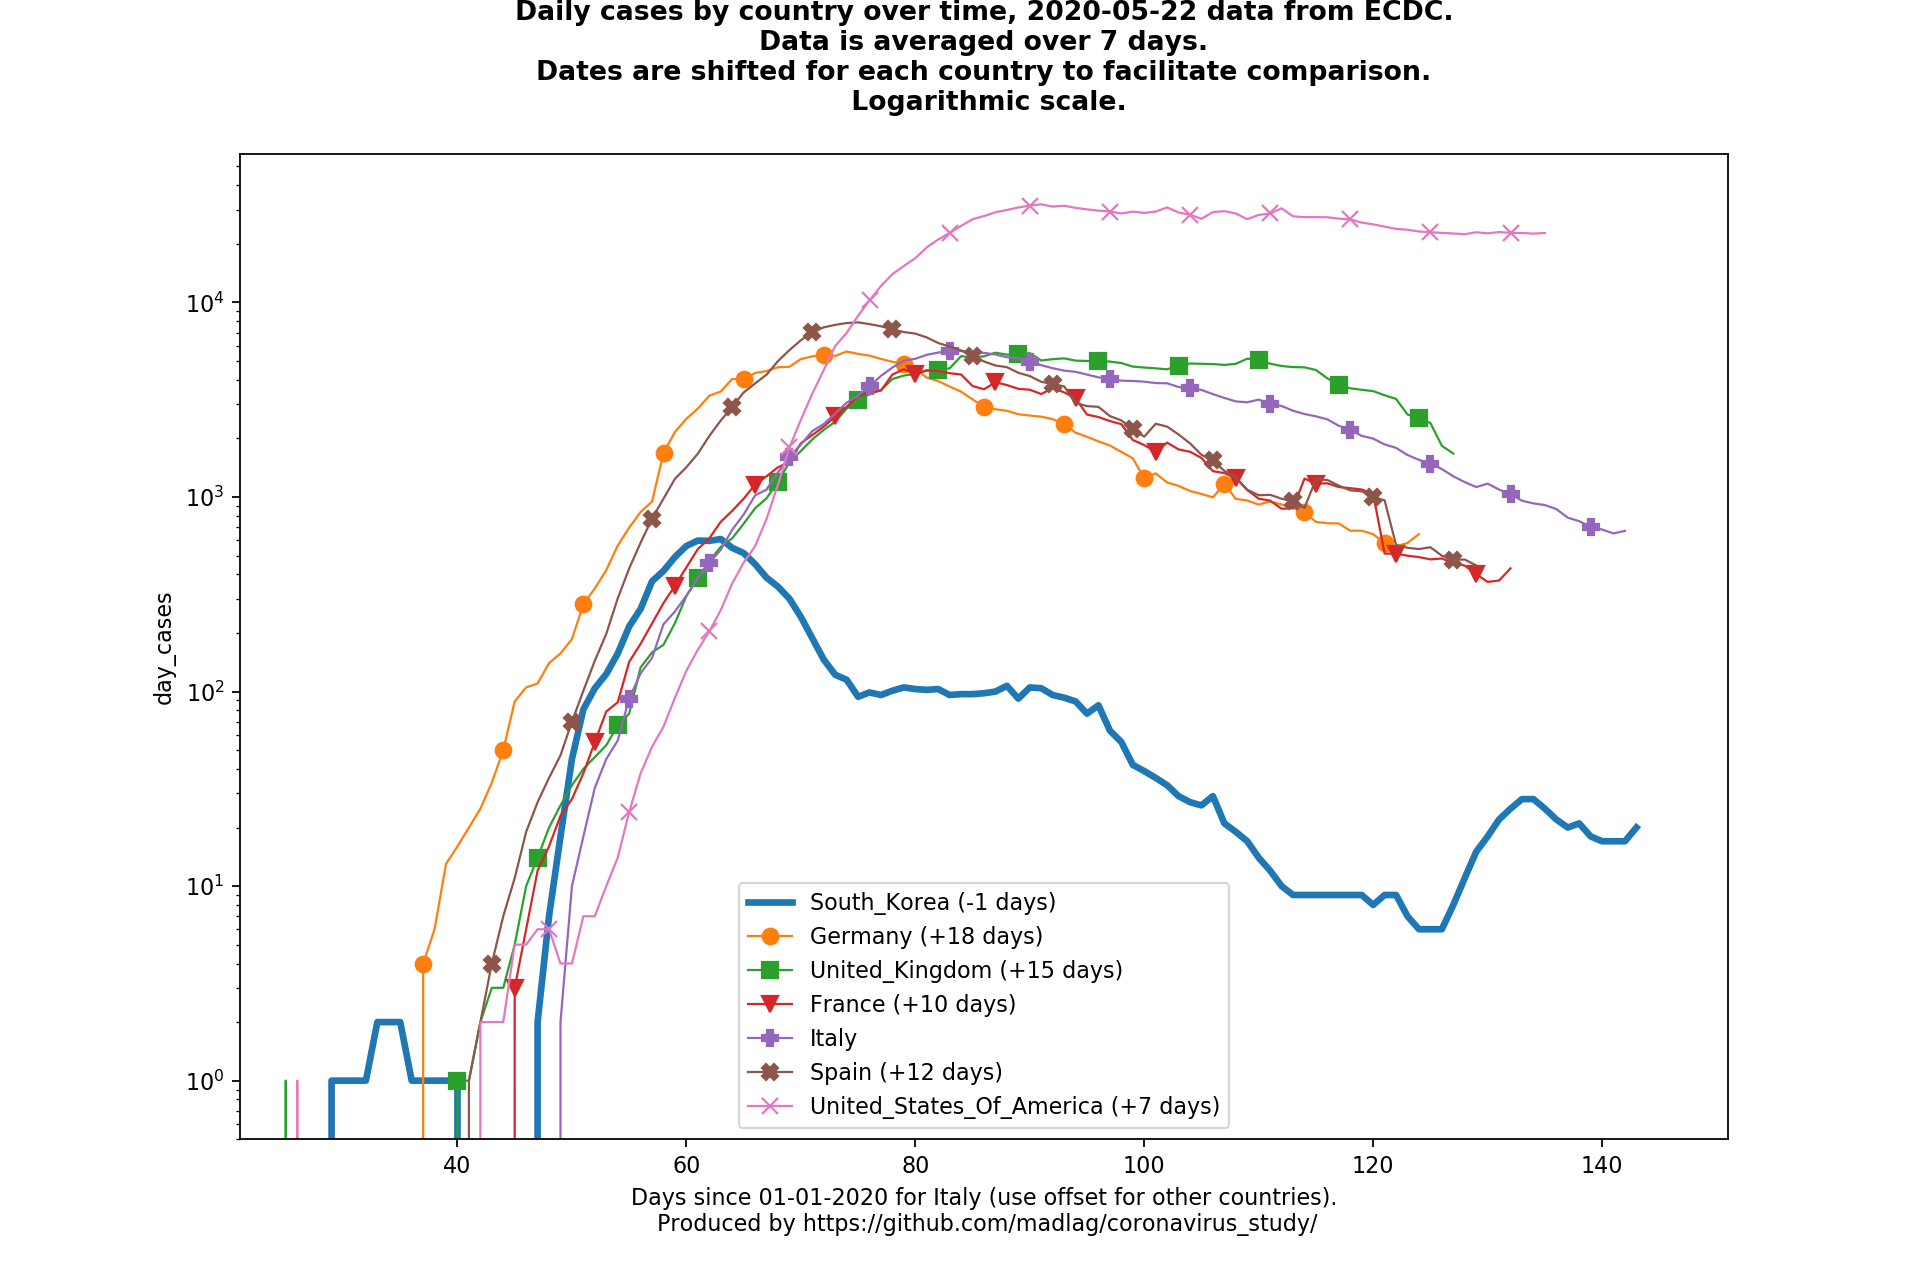 Daily cases by country over time, 2020-05-22 data from ECDC.
Data is averaged over 7 days.
Dates are shifted for each country to facilitate comparison.
Logarithmic scale.
10^4
10^3
10^2
10^1
10^0
day_cases
South_Korea (-1 days)
Germany (+18 days)
United_Kingdom (+15 days)
France (+10 days)
Italy
Spain (+12 days)
United_States_Of_America (+7 days)
40 60 80 100 120 140
Days since 01-01-2020 for Italy (use offset for other countries).
Produced by https://github.com/madlag/coronavirus_study/